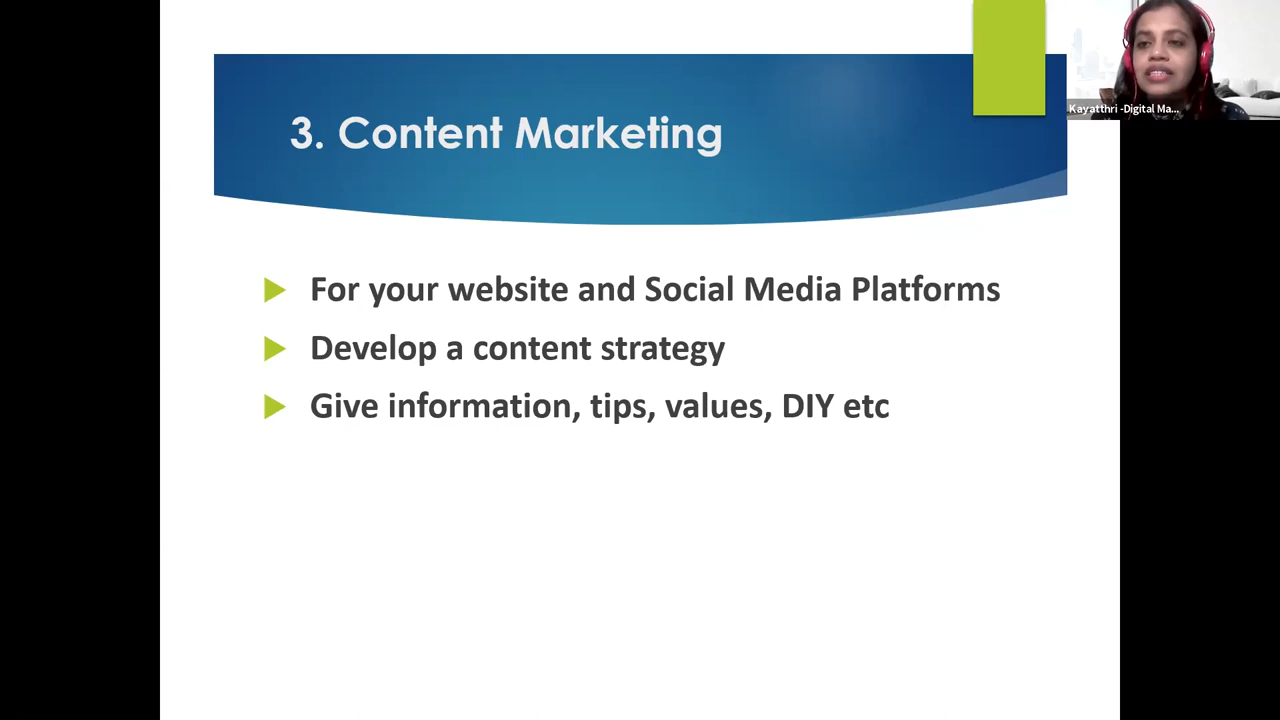 3. Content Marketing
Kayatthri -Digital Ma...
For your website and Social Media Platforms
Develop a content strategy
Give information, tips, values, DIY etc